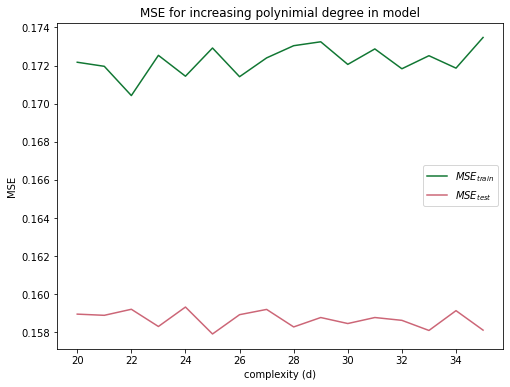 MSE for increasing polynimial degree in model
0.174
0.172
0.170
0.168
0.166
0.164
0.162
0.160
0.158
MSE
MSE_train
MSE_test
20 22 24 26 28 30 32 34
complexity (d)